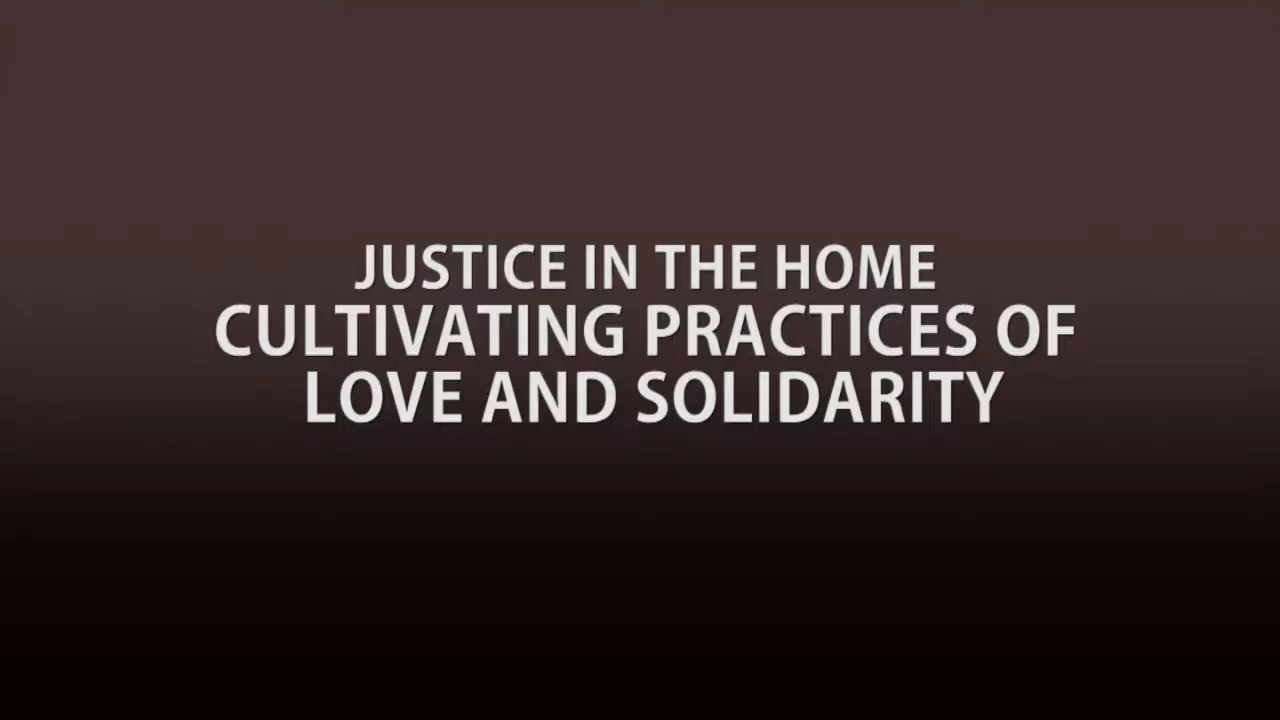 JUSTICE IN THE HOME
CULTIVATING PRACTICES OF
LOVE AND SOLIDARITY